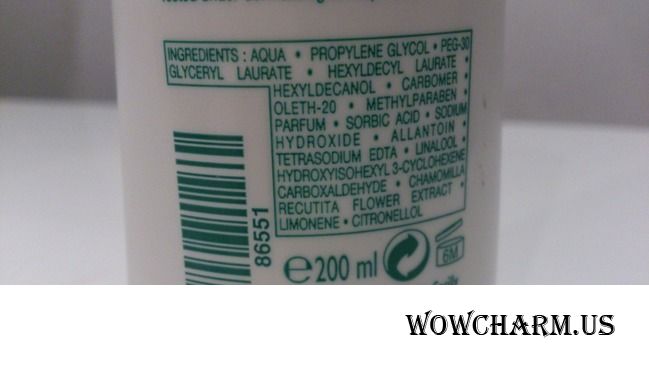 INGREDIENTS : AQUA • PROPYLENE GLYCOL • PEG-30
GLYCERYL LAURATE • HEXYLDECYL LAURATE •
HEXYLDECANOL • CARBOMER •
OLETH-20 • METHYLPARABEN •
PARFUM • SORBIC ACID • SODIUM
HYDROXIDE • ALLANTOIN •
TETRASODIUM EDTA • LINALOOL •
HYDROXYISOHEXYL 3-CYCLOHEXENE
CARBOXALDEHYDE • CHAMOMILLA
RECUTITA FLOWER EXTRACT •
LIMONENE • CITRONELLOL
86551
e 200 ml
6M
WOWCHARM.US